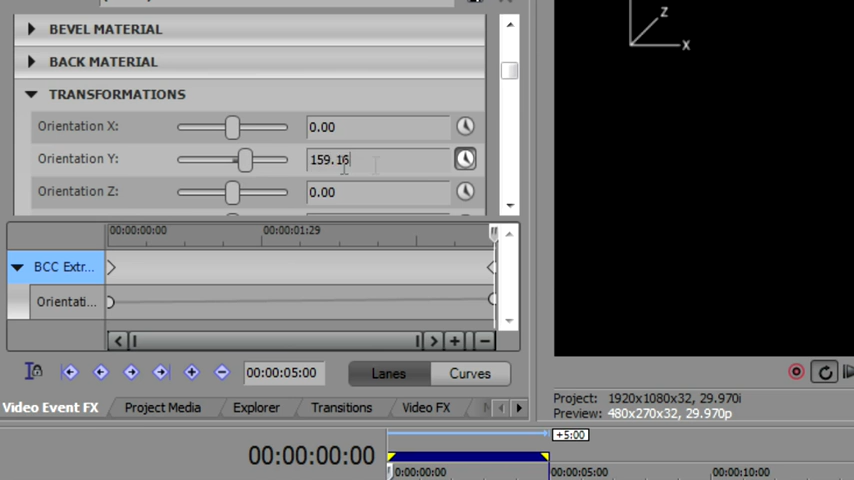 BEVEL MATERIAL
BACK MATERIAL
TRANSFORMATIONS
Orientation X: 0.00
Orientation Y: 159.16
Orientation Z: 0.00
Z
X
00:00:00:00 00:00:01:29
BCC Extr...
Orientati...
00:00:05:00 Lanes Curves
Video Event FX Project Media Explorer Transitions Video FX
Project: 1920x1080x32, 29.970i
Preview: 480x270x32, 29.970p
+5:00
00:00:00:00
0:00:00:00 00:00:05:00 00:00:10:00